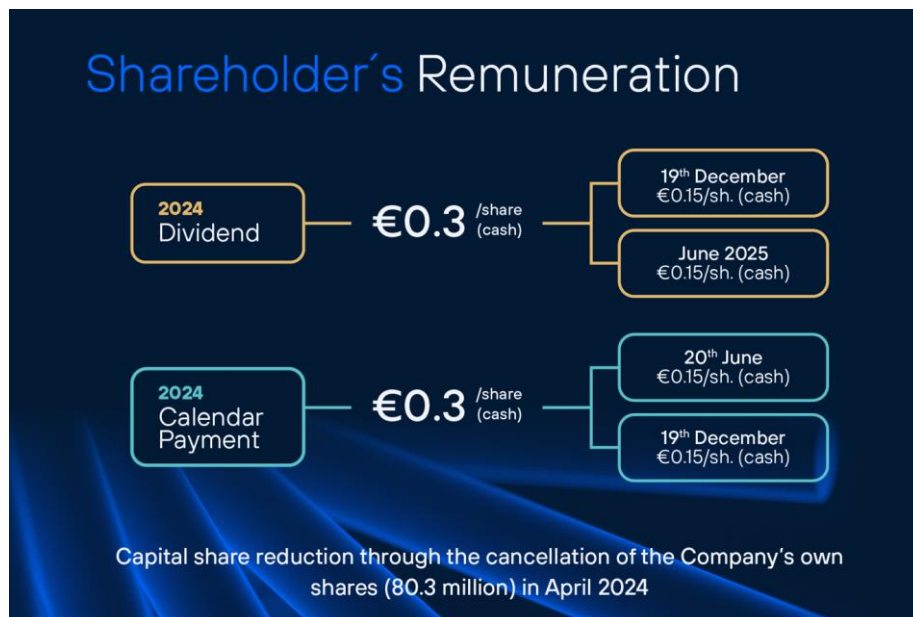 Shareholder´s Remuneration
2024
Dividend
€0.3 /share
(cash)
19th December
€0.15/sh. (cash)
June 2025
€0.15/sh. (cash)
2024
Calendar
Payment
€0.3 /share
(cash)
20th June
€0.15/sh. (cash)
19th December
€0.15/sh. (cash)
Capital share reduction through the cancellation of the Company's own
shares (80.3 million) in April 2024